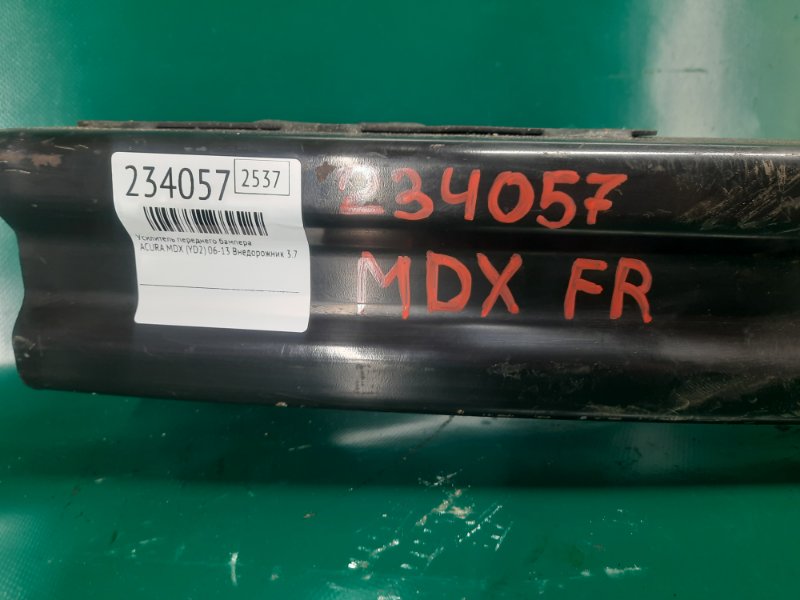 234057 2537
Усилитель переднего бампера
ACURA MDX (YD2) 06-13 Внедорожник 3.7
234057
MDX FR